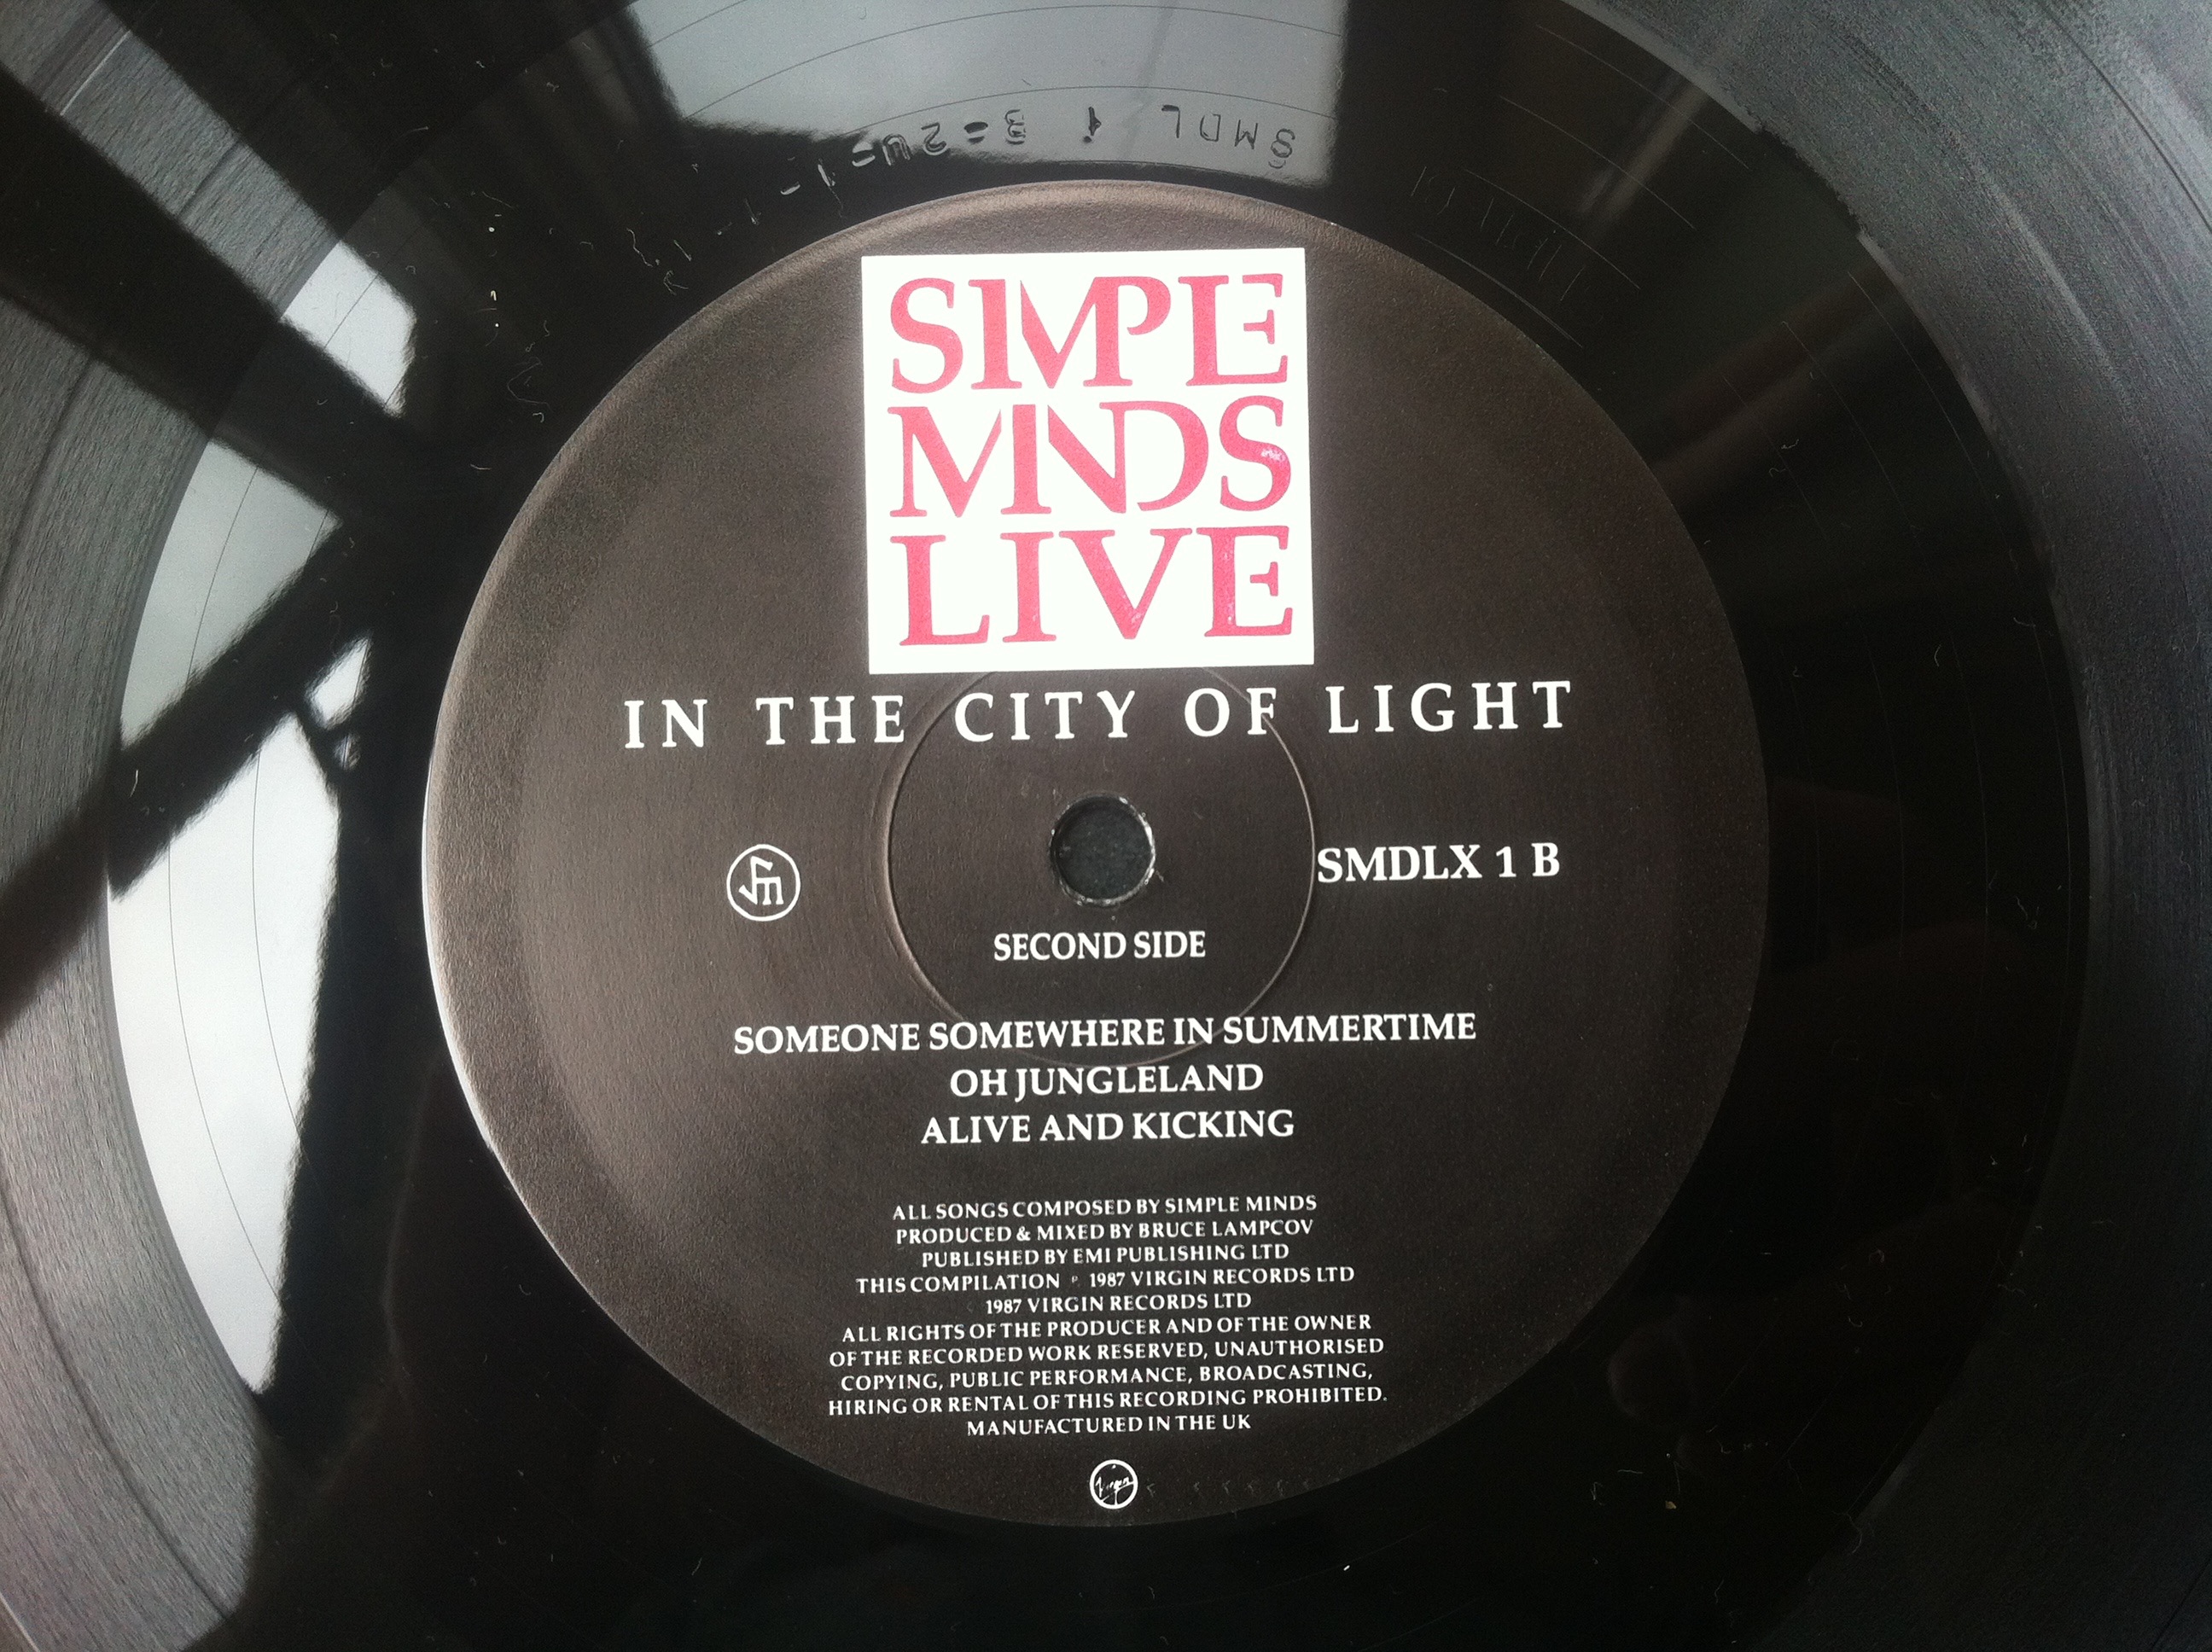 SMDL 1 B=2U=1-1-
SIMPLE
MINDS
LIVE
IN THE CITY OF LIGHT
SMDLX 1 B
SECOND SIDE
SOMEONE SOMEWHERE IN SUMMERTIME
OH JUNGLELAND
ALIVE AND KICKING
ALL SONGS COMPOSED BY SIMPLE MINDS
PRODUCED & MIXED BY BRUCE LAMPCOV
PUBLISHED BY EMI PUBLISHING LTD
THIS COMPILATION ℗ 1987 VIRGIN RECORDS LTD
1987 VIRGIN RECORDS LTD
ALL RIGHTS OF THE PRODUCER AND OF THE OWNER
OF THE RECORDED WORK RESERVED, UNAUTHORISED
COPYING, PUBLIC PERFORMANCE, BROADCASTING,
HIRING OR RENTAL OF THIS RECORDING PROHIBITED.
MANUFACTURED IN THE UK
Virgin